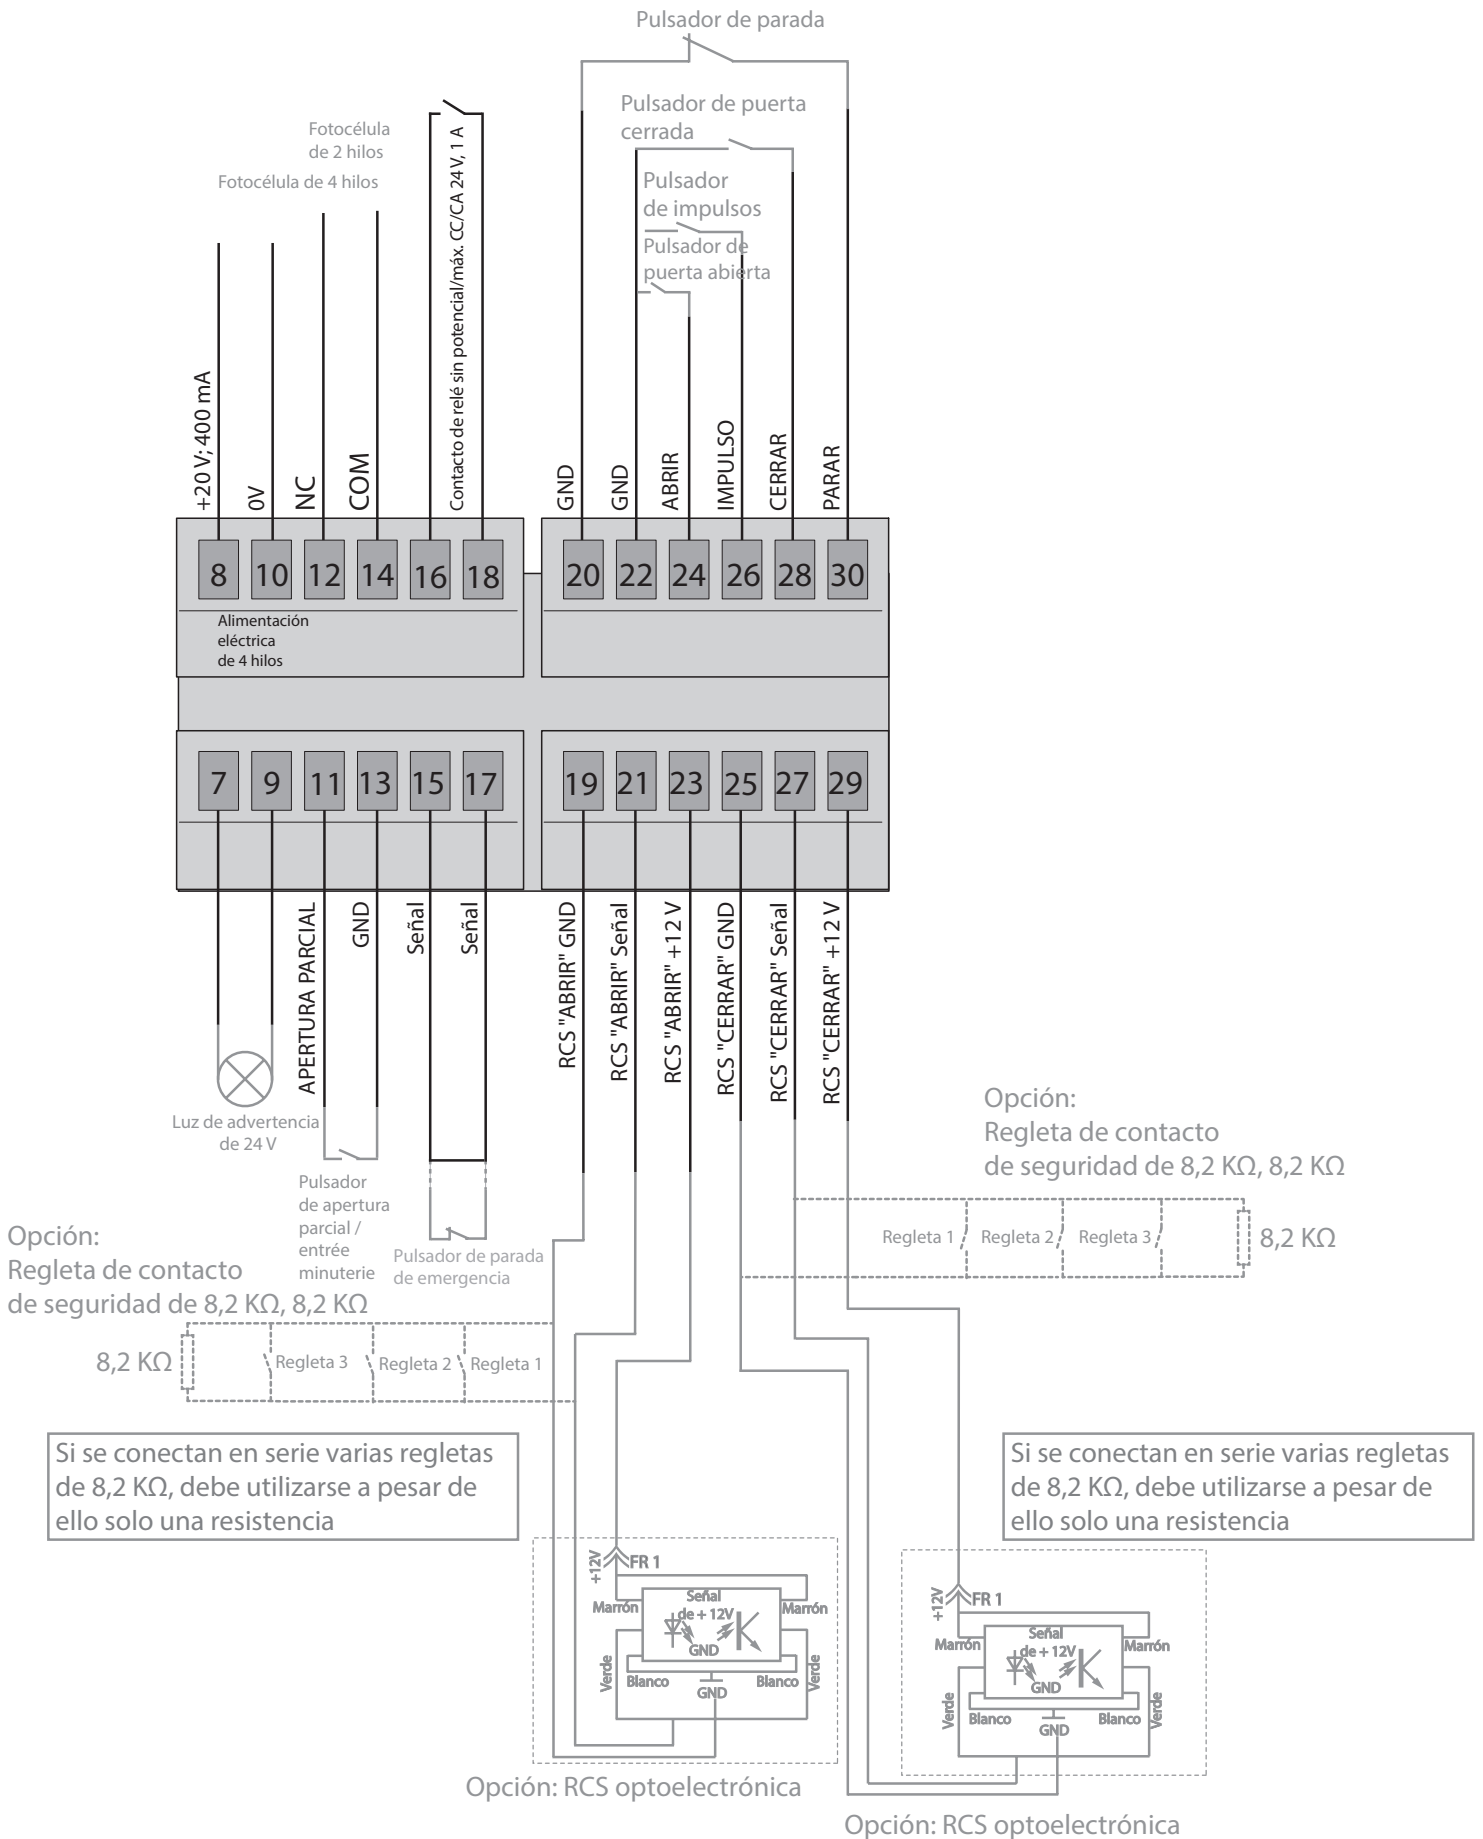 Pulsador de parada
Pulsador de puerta
cerrada
Fotocélula
de 2 hilos
Fotocélula de 4 hilos
Pulsador
de impulsos
Pulsador de
puerta abierta
+20 V; 400 mA
0V
NC
COM
Contacto de relé sin potencial/máx. CC/CA 24 V, 1 A
GND
GND
ABRIR
IMPULSO
CERRAR
PARAR
8
10
12
14
16
18
20
22
24
26
28
30
Alimentación
eléctrica
de 4 hilos
7
9
11
13
15
17
19
21
23
25
27
29
APERTURA PARCIAL
GND
Señal
Señal
RCS "ABRIR" GND
RCS "ABRIR" Señal
RCS "ABRIR" +12 V
RCS "CERRAR" GND
RCS "CERRAR" Señal
RCS "CERRAR" +12 V
Luz de advertencia
de 24 V
Pulsador
de apertura
parcial /
entrée
minuterie
Pulsador de parada
de emergencia
Opción:
Regleta de contacto
de seguridad de 8,2 KΩ, 8,2 KΩ
Regleta 1
Regleta 2
Regleta 3
8,2 KΩ
Opción:
Regleta de contacto
de seguridad de 8,2 KΩ, 8,2 KΩ
8,2 KΩ
Regleta 3
Regleta 2
Regleta 1
Si se conectan en serie varias regletas
de 8,2 KΩ, debe utilizarse a pesar de
ello solo una resistencia
Si se conectan en serie varias regletas
de 8,2 KΩ, debe utilizarse a pesar de
ello solo una resistencia
+12V
FR 1
Marrón
Señal
de + 12V
Marrón
GND
Verde
Blanco
GND
Blanco
Verde
Opción: RCS optoelectrónica
+12V
FR 1
Marrón
Señal
de + 12V
Marrón
GND
Verde
Blanco
GND
Blanco
Verde
Opción: RCS optoelectrónica